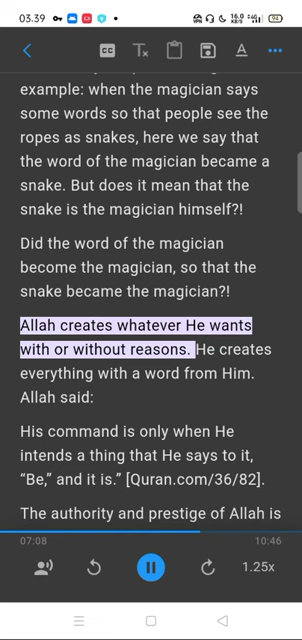 03.39
16.0 KB/s
4G
81
CC
example: when the magician says
some words so that people see the
ropes as snakes, here we say that
the word of the magician became a
snake. But does it mean that the
snake is the magician himself?!
Did the word of the magician
become the magician, so that the
snake became the magician?!
Allah creates whatever He wants
with or without reasons. He creates
everything with a word from Him.
Allah said:
His command is only when He
intends a thing that He says to it,
“Be,” and it is.” [Quran.com/36/82].
The authority and prestige of Allah is
07:08
10:46
1.25x